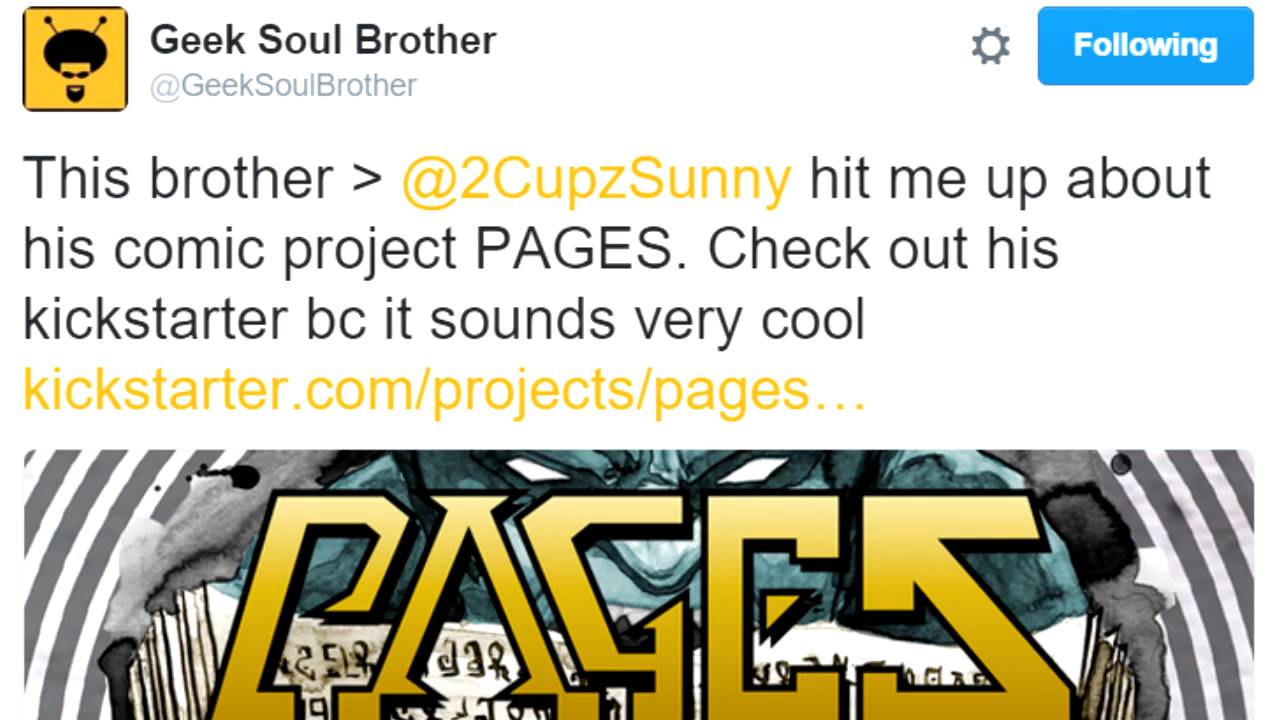 Geek Soul Brother
@GeekSoulBrother
Following
This brother > @2CupzSunny hit me up about
his comic project PAGES. Check out his
kickstarter bc it sounds very cool
kickstarter.com/projects/pages…
PAGES